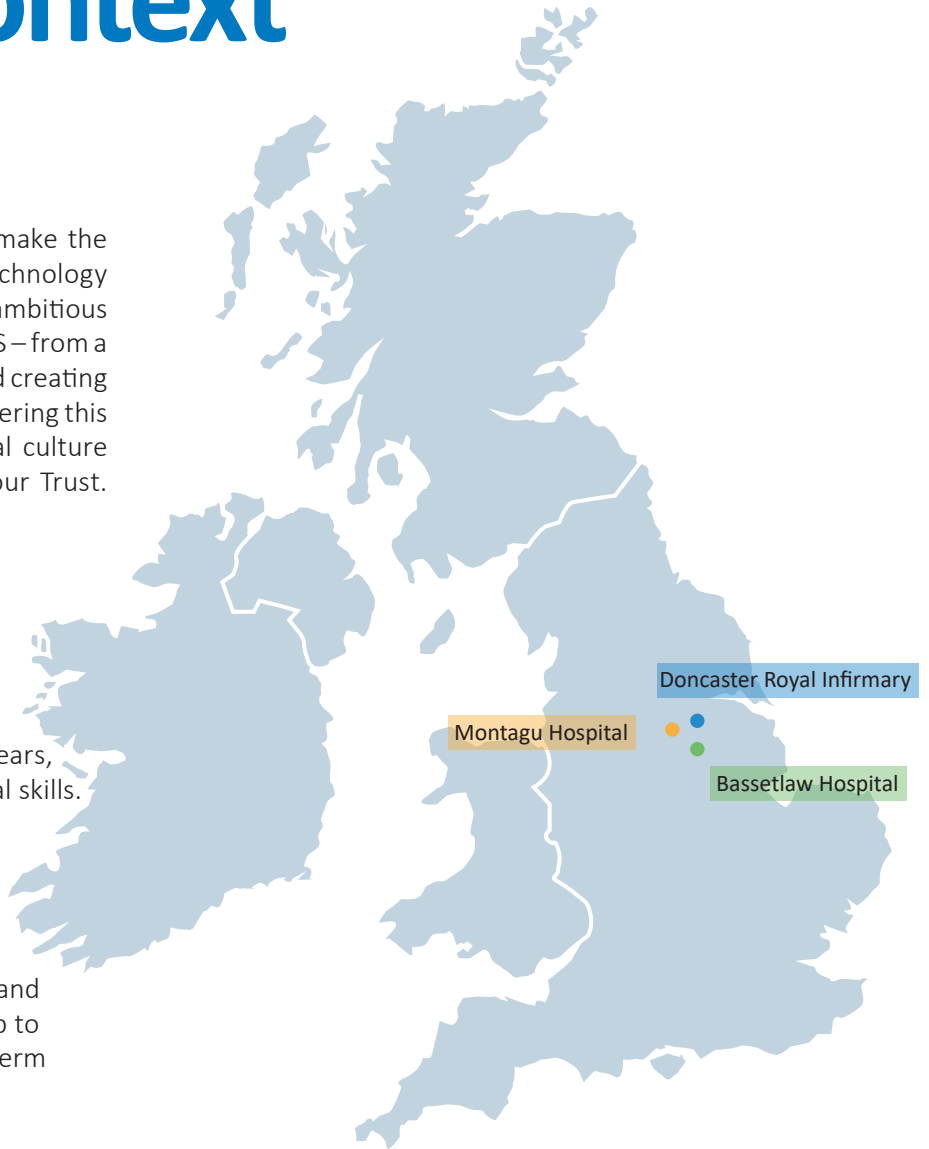 ontext
make the
chnology
ambitious
S – from a
d creating
ering this
al culture
our Trust.
ears,
al skills.
and
o to
erm
Doncaster Royal Infirmary
Montagu Hospital
Bassetlaw Hospital